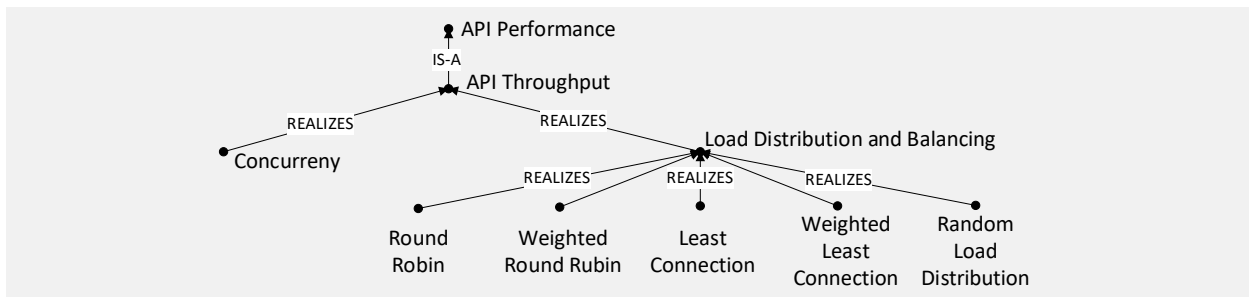 API Performance
IS-A
API Throughput
REALIZES
REALIZES
Concurreny
Load Distribution and Balancing
REALIZES
REALIZES
REALIZES
Round
Robin
Weighted
Round Rubin
Least
Connection
Weighted
Least
Connection
Random
Load
Distribution